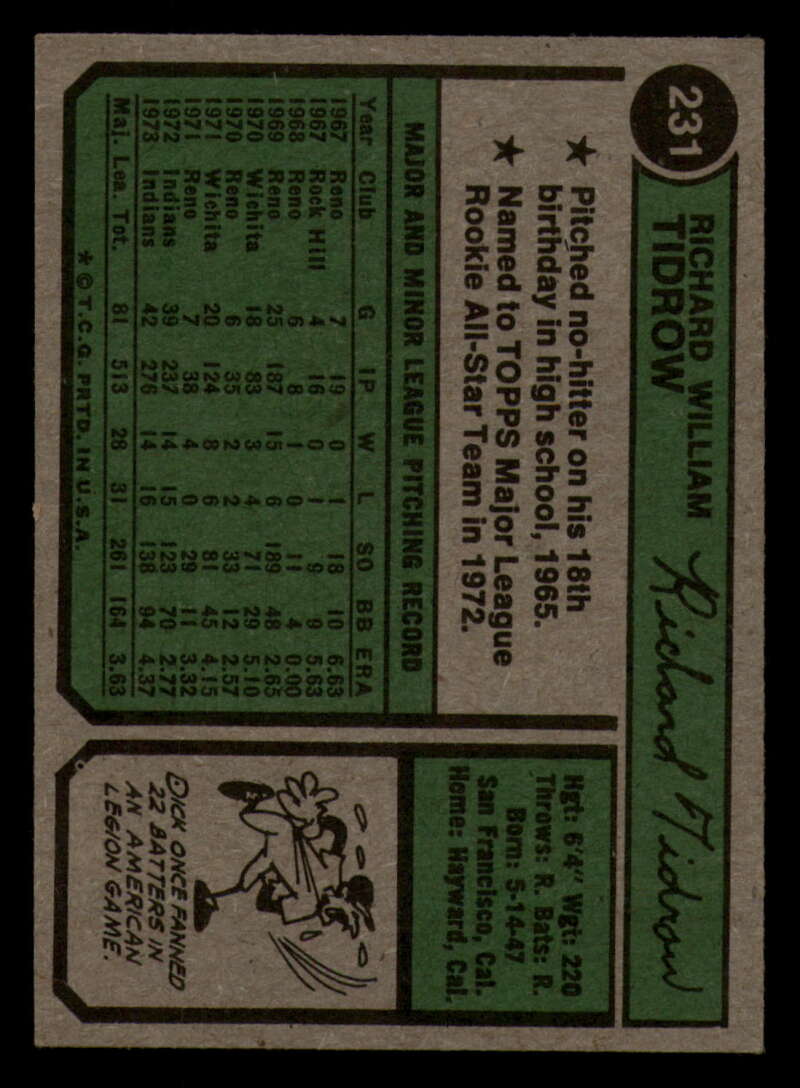 231
RICHARD WILLIAM
TIDROW
Richard Tidrow
★ Pitched no-hitter on his 18th
birthday in high school, 1965.
★ Named to TOPPS Major League
Rookie All-Star Team in 1972.
Hgt: 6'4" Wgt: 220
Throws: R. Bats: R.
Born: 5-14-47
San Francisco, Cal.
Home: Hayward, Cal.
MAJOR AND MINOR LEAGUE PITCHING RECORD
Year Club G IP W L SO BB ERA
1967 Reno 7 19 0 1 18 10 6.63
1967 Rock Hill 4 16 0 1 9 9 5.63
1968 Reno 6 8 1 0 11 4 0.00
1969 Reno 25 187 15 6 189 48 2.65
1970 Wichita 18 83 3 4 71 29 5.10
1970 Reno 6 35 2 2 33 12 2.57
1971 Wichita 20 124 8 6 81 45 4.15
1971 Reno 7 38 4 0 29 11 3.32
1972 Indians 39 237 14 15 123 70 2.77
1973 Indians 42 276 14 16 138 94 4.37
Maj. Lea. Tot. 81 513 28 31 261 164 3.63
* © T.C.G. PRTD. IN U.S.A.
DICK ONCE FANNED
22 BATTERS IN
AN AMERICAN
LEGION GAME.